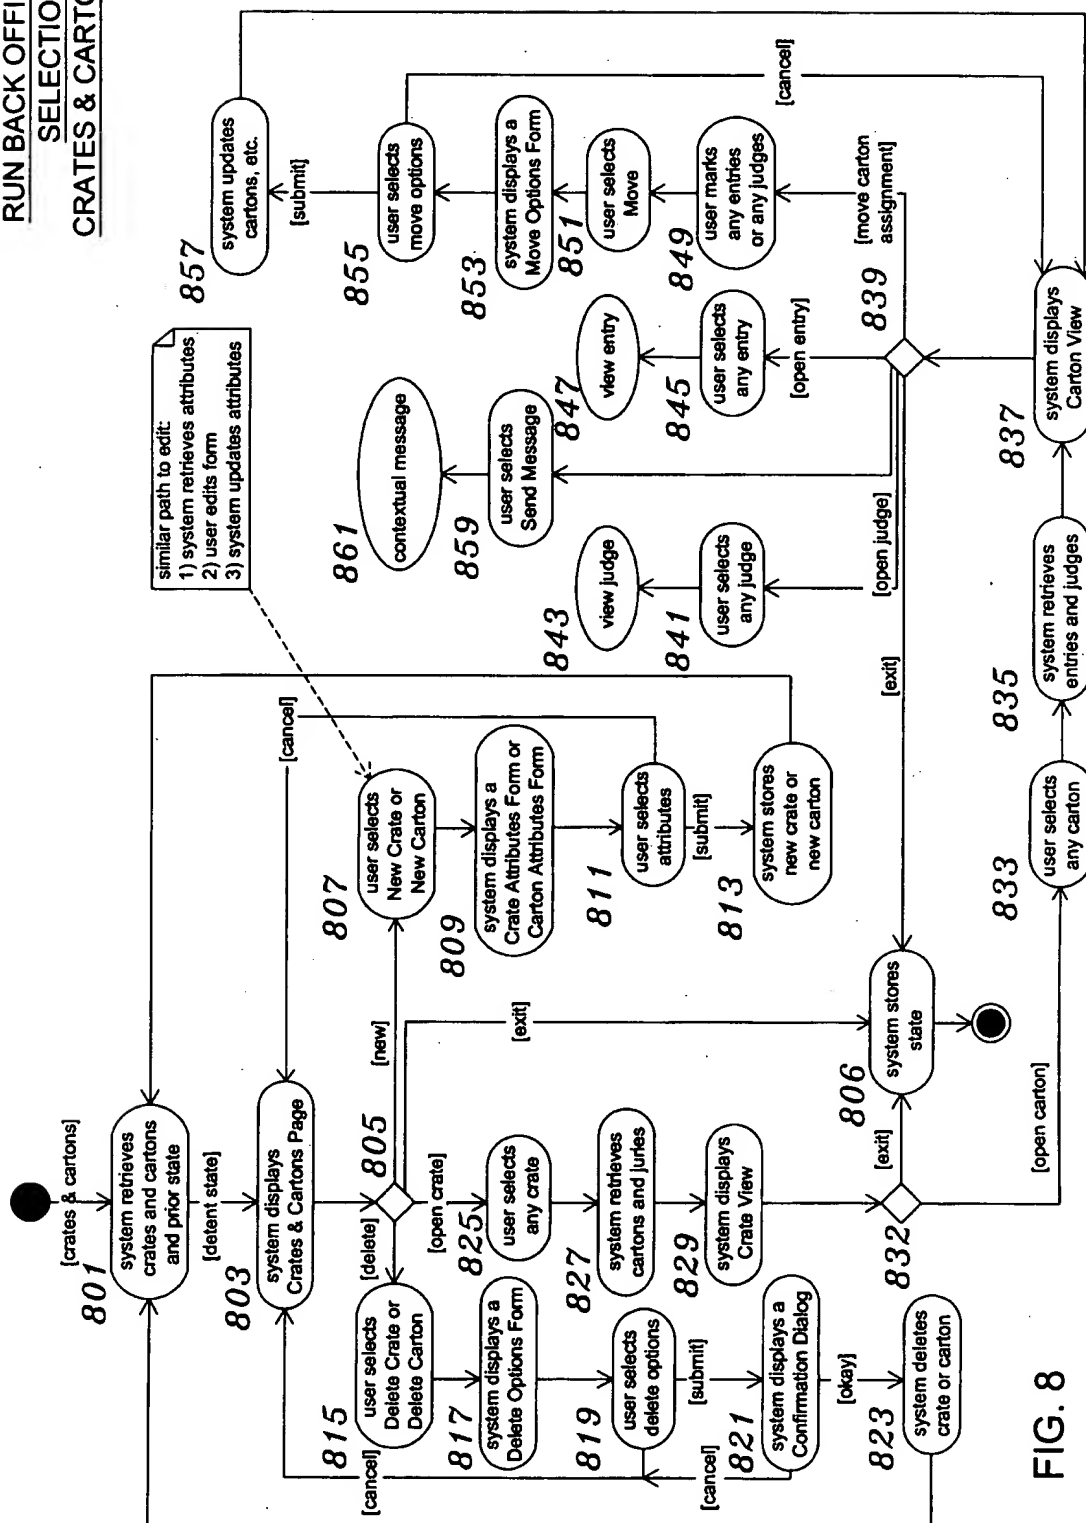 RUN BACK OFFI
SELECTIO
CRATES & CARTO
[crates & cartons]
801
system retrieves
crates and cartons
and prior state
[detent state]
803
system displays
Crates & Cartons Page
805
[delete]
[open crate]
[new]
[exit]
[cancel]
807
user selects
New Crate or
New Carton
809
system displays a
Crate Attributes Form or
Carton Attributes Form
811
user selects
attributes
[submit]
813
system stores
new crate or
new carton
similar path to edit:
1) system retrieves attributes
2) user edits form
3) system updates attributes
815
user selects
Delete Crate or
Delete Carton
817
system displays a
Delete Options Form
[cancel]
819
user selects
delete options
[submit]
821
system displays a
Confirmation Dialog
[cancel]
[okay]
823
system deletes
crate or carton
825
user selects
any crate
827
system retrieves
cartons and juries
829
system displays
Crate View
832
[exit]
806
system stores
state
[open carton]
833
user selects
any carton
835
system retrieves
entries and judges
837
system displays
Carton View
839
[exit]
[open judge]
841
user selects
any judge
843
view judge
859
user selects
Send Message
861
contextual message
[open entry]
845
user selects
any entry
847
view entry
[move carton
assignment]
849
user marks
any entries
or any judges
851
user selects
Move
853
system displays a
Move Options Form
855
user selects
move options
[cancel]
[submit]
857
system updates
cartons, etc.
FIG. 8